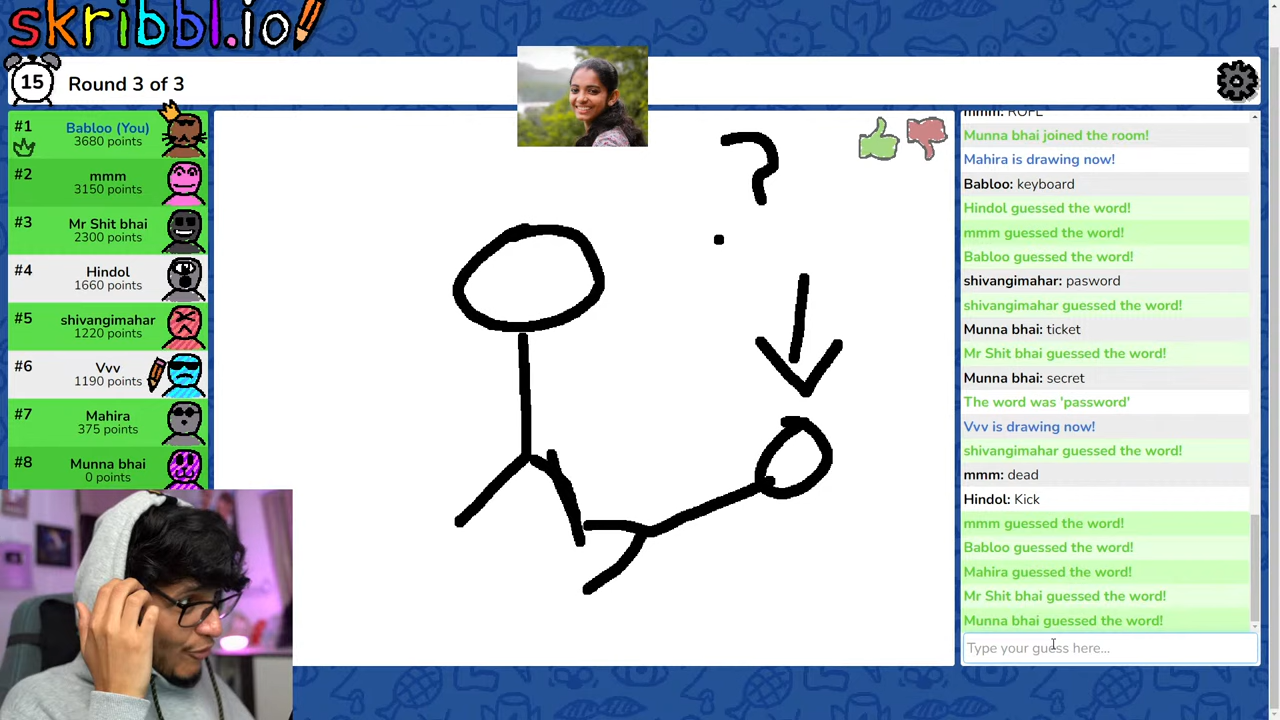 skribbl.io
15
Round 3 of 3
#1
Babloo (You)
3680 points
#2
mmm
3150 points
#3
Mr Shit bhai
2300 points
#4
Hindol
1660 points
#5
shivangimahar
1220 points
#6
Vvv
1190 points
#7
Mahira
375 points
#8
Munna bhai
0 points
?
mmm: ROFL
Munna bhai joined the room!
Mahira is drawing now!
Babloo: keyboard
Hindol guessed the word!
mmm guessed the word!
Babloo guessed the word!
shivangimahar: pasword
shivangimahar guessed the word!
Munna bhai: ticket
Mr Shit bhai guessed the word!
Munna bhai: secret
The word was 'password'
Vvv is drawing now!
shivangimahar guessed the word!
mmm: dead
Hindol: Kick
mmm guessed the word!
Babloo guessed the word!
Mahira guessed the word!
Mr Shit bhai guessed the word!
Munna bhai guessed the word!
Type your guess here...